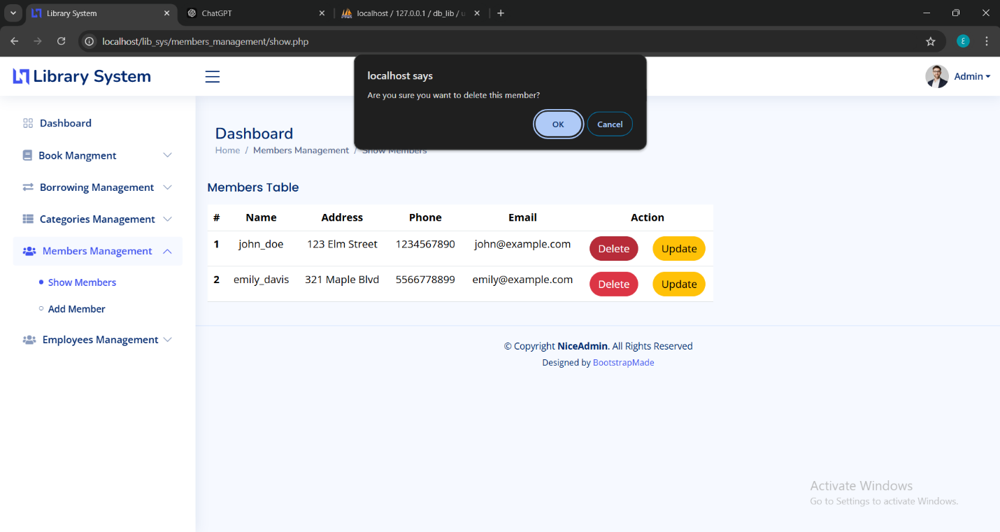 Library System
ChatGPT
localhost / 127.0.0.1 / db_lib / u
localhost/lib_sys/members_management/show.php
ε
Library System
Admin
localhost says
Are you sure you want to delete this member?
OK Cancel
Dashboard
Book Mangment
Borrowing Management
Categories Management
Members Management
Show Members
Add Member
Employees Management
Dashboard
Home / Members Management / Show Members
Members Table
# Name Address Phone Email Action
1 john_doe 123 Elm Street 1234567890 john@example.com Delete Update
2 emily_davis 321 Maple Blvd 5566778899 emily@example.com Delete Update
© Copyright NiceAdmin. All Rights Reserved
Designed by BootstrapMade
Activate Windows
Go to Settings to activate Windows.